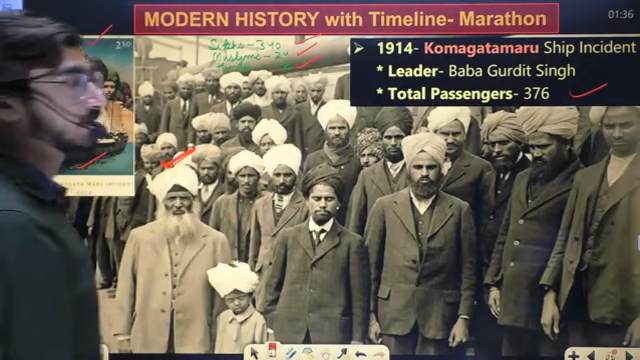 MODERN HISTORY with Timeline- Marathon
01:36
➢ 1914- Komagatamaru Ship Incident
* Leader- Baba Gurdit Singh
* Total Passengers- 376
Sikhs - 340
Muslims - 24